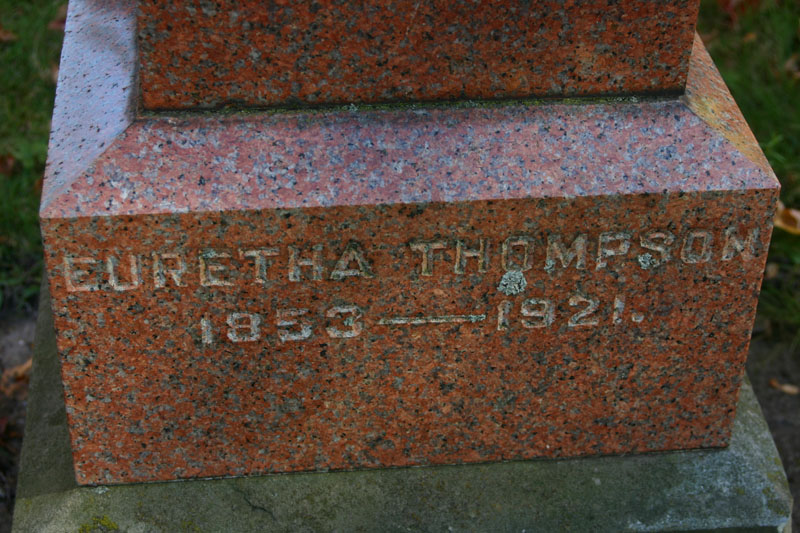 EURETHA THOMPSON
1853 — 1921.